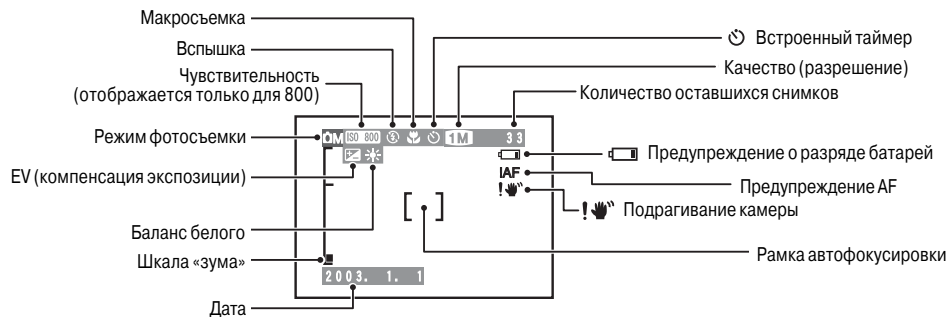 Макросъемка
Вспышка
Чувствительность
(отображается только для 800)
Режим фотосъемки
EV (компенсация экспозиции)
Баланс белого
Шкала «зума»
Дата
M ISO 800 1M 33
!AF
!
2003. 1. 1
Встроенный таймер
Качество (разрешение)
Количество оставшихся снимков
Предупреждение о разряде батарей
Предупреждение AF
! Подрагивание камеры
Рамка автофокусировки